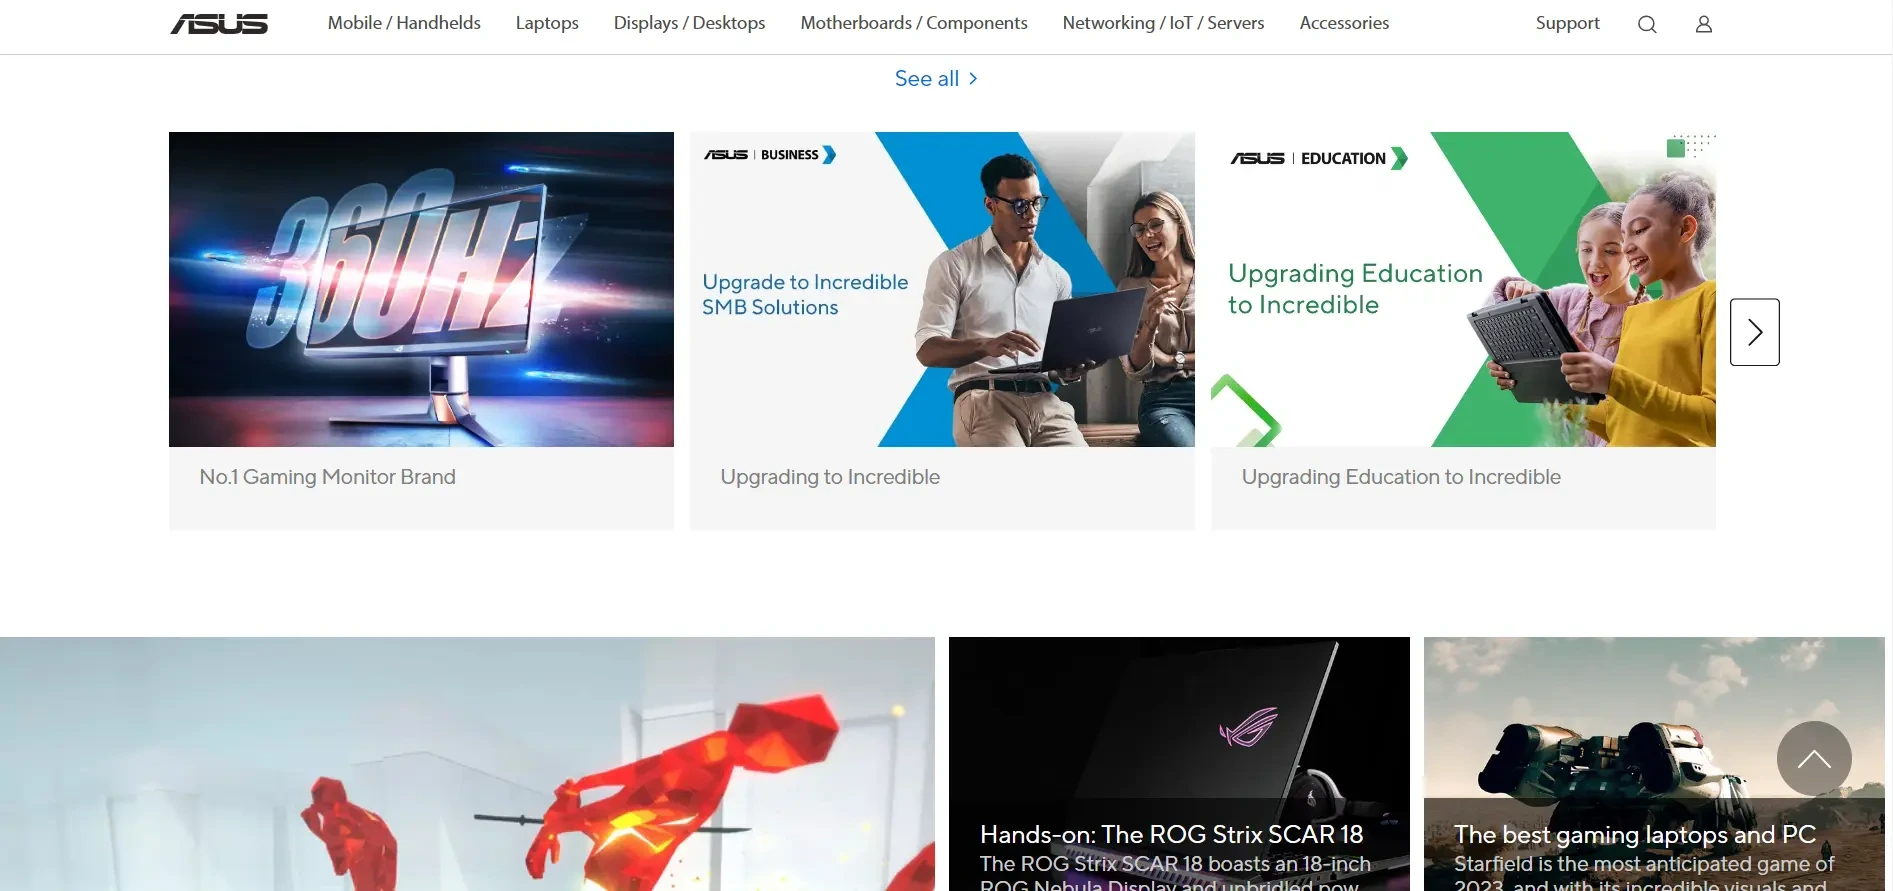 ASUS Mobile / Handhelds Laptops Displays / Desktops Motherboards / Components Networking / IoT / Servers Accessories Support
See all >
360Hz
No.1 Gaming Monitor Brand
ASUS | BUSINESS
Upgrade to Incredible
SMB Solutions
Upgrading to Incredible
ASUS | EDUCATION
Upgrading Education
to Incredible
Upgrading Education to Incredible
Hands-on: The ROG Strix SCAR 18
The ROG Strix SCAR 18 boasts an 18-inch
ROG Nebula Display and unbridled pow
The best gaming laptops and PC
Starfield is the most anticipated game of
2023, and with its incredible visuals and